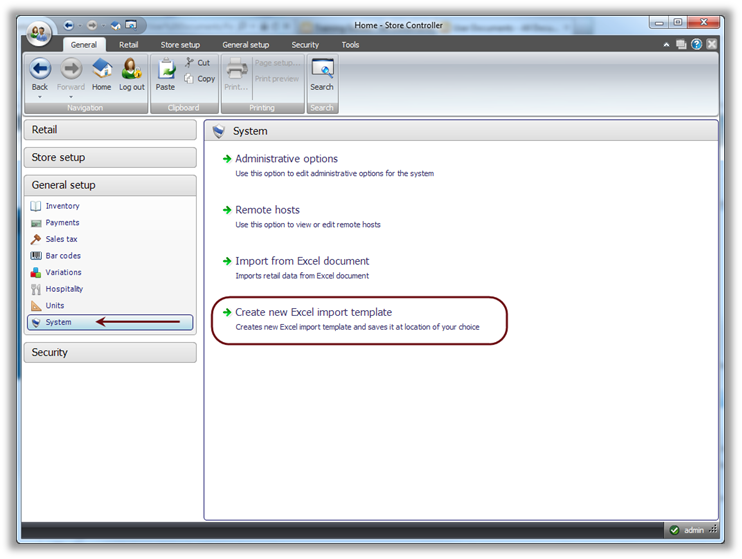 Home - Store Controller
General Retail Store setup General setup Security Tools
Back Forward Home Log out Paste Cut Copy Print... Page setup... Print preview Search
Navigation Clipboard Printing Search
Retail
Store setup
General setup
Inventory
Payments
Sales tax
Bar codes
Variations
Hospitality
Units
System
Security
System
Administrative options
Use this option to edit administrative options for the system
Remote hosts
Use this option to view or edit remote hosts
Import from Excel document
Imports retail data from Excel document
Create new Excel import template
Creates new Excel import template and saves it at location of your choice
admin